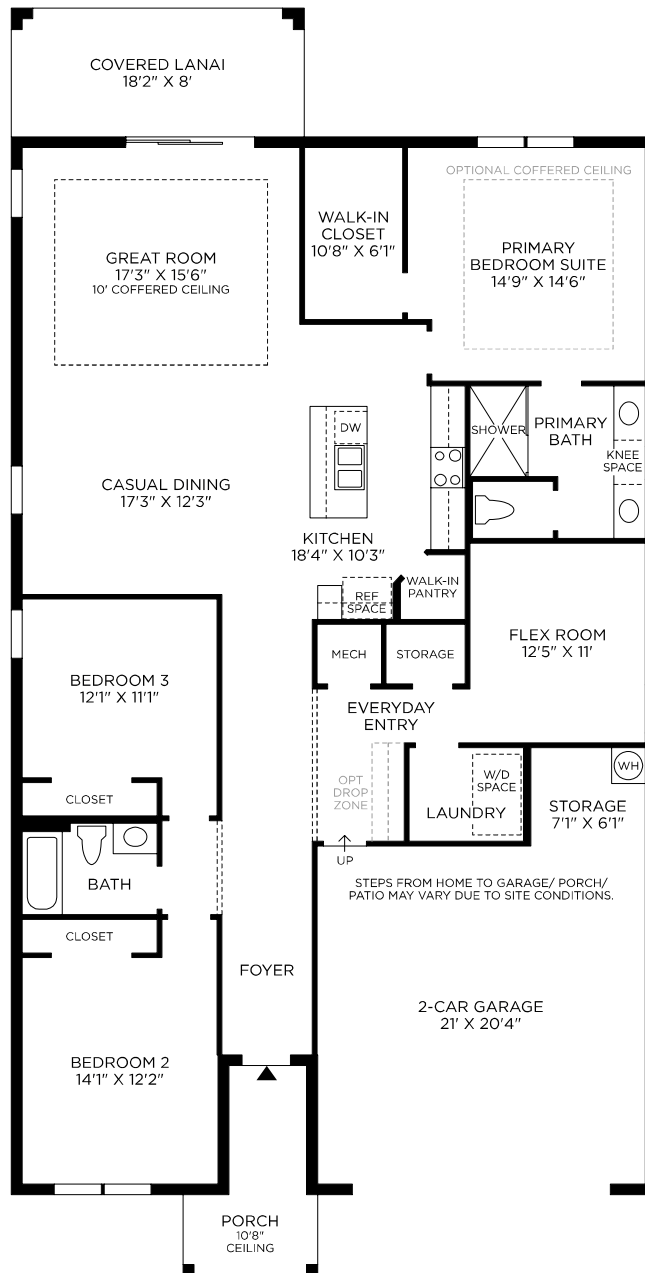 COVERED LANAI
18'2" X 8'
OPTIONAL COFFERED CEILING
WALK-IN
CLOSET
10'8" X 6'1"
GREAT ROOM
17'3" X 15'6"
10' COFFERED CEILING
PRIMARY
BEDROOM SUITE
14'9" X 14'6"
DW
SHOWER
PRIMARY
BATH
KNEE
SPACE
CASUAL DINING
17'3" X 12'3"
KITCHEN
18'4" X 10'3"
REF
SPACE
WALK-IN
PANTRY
FLEX ROOM
12'5" X 11'
MECH
STORAGE
BEDROOM 3
12'1" X 11'1"
EVERYDAY
ENTRY
OPT
DROP
ZONE
W/D
SPACE
LAUNDRY
WH
STORAGE
7'1" X 6'1"
CLOSET
UP
BATH
STEPS FROM HOME TO GARAGE/ PORCH/
PATIO MAY VARY DUE TO SITE CONDITIONS.
CLOSET
FOYER
2-CAR GARAGE
21' X 20'4"
BEDROOM 2
14'1" X 12'2"
PORCH
10'8"
CEILING